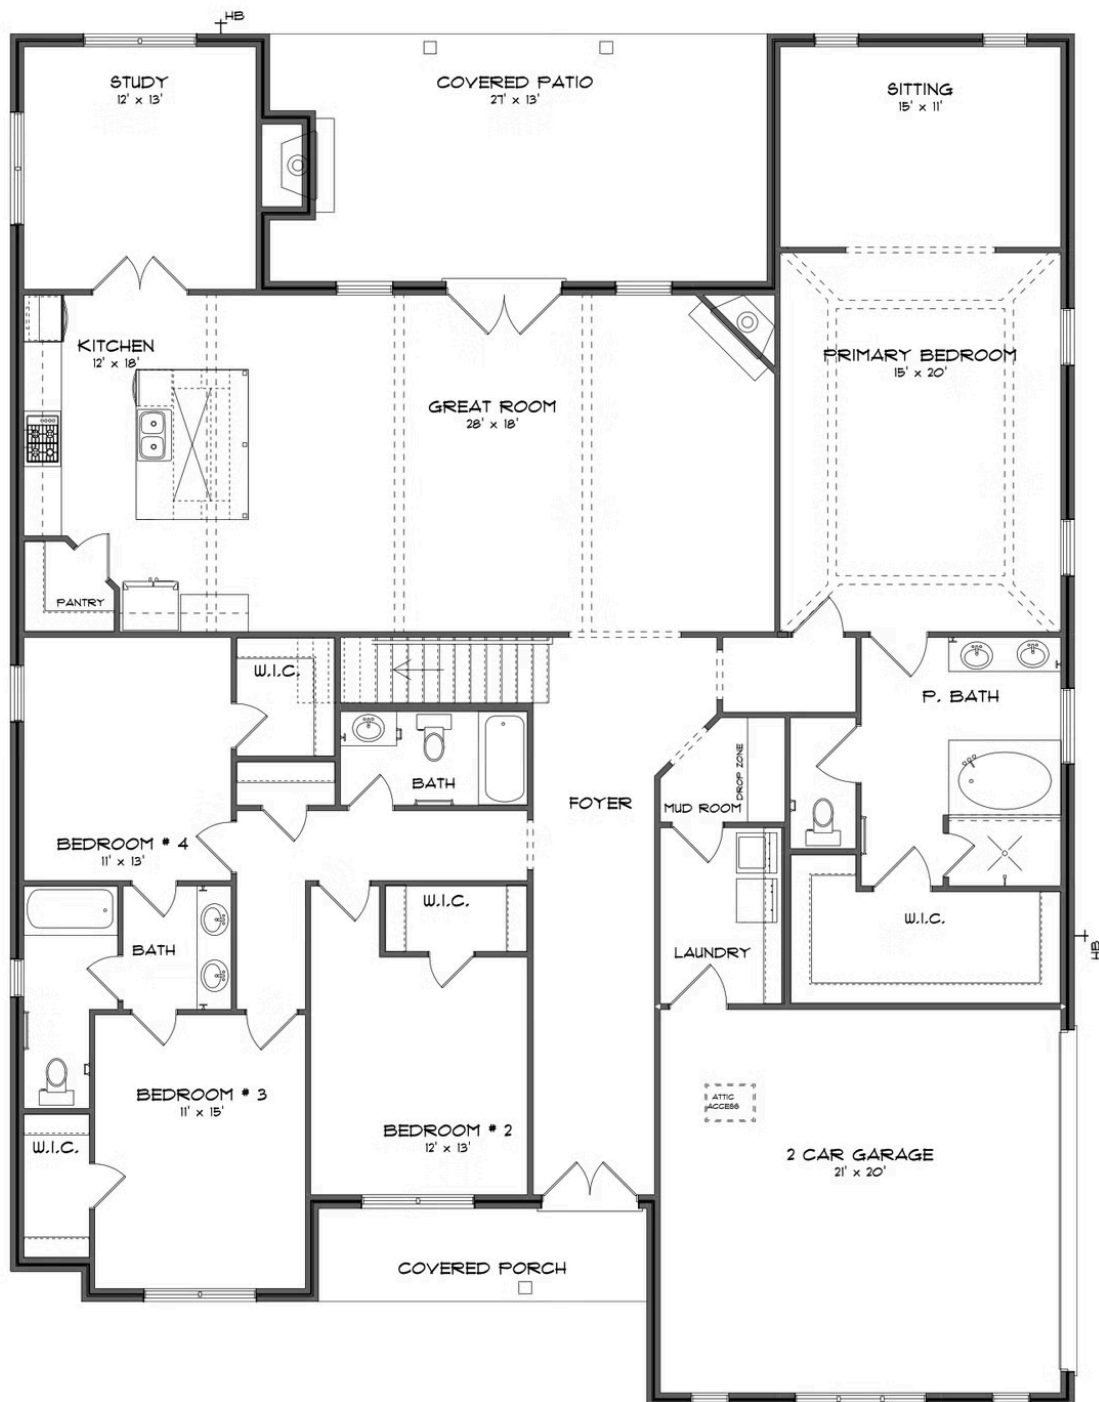 HB
STUDY
12' x 13'
COVERED PATIO
27' x 13'
SITTING
15' x 11'
KITCHEN
12' x 18'
PRIMARY BEDROOM
15' x 20'
GREAT ROOM
28' x 18'
PANTRY
W.I.C.
P. BATH
BATH
FOYER
DROP ZONE
MUD ROOM
BEDROOM # 4
11' x 13'
W.I.C.
W.I.C.
BATH
LAUNDRY
HB
BEDROOM # 3
11' x 15'
ATTIC
ACCESS
BEDROOM # 2
12' x 13'
W.I.C.
2 CAR GARAGE
21' x 20'
COVERED PORCH